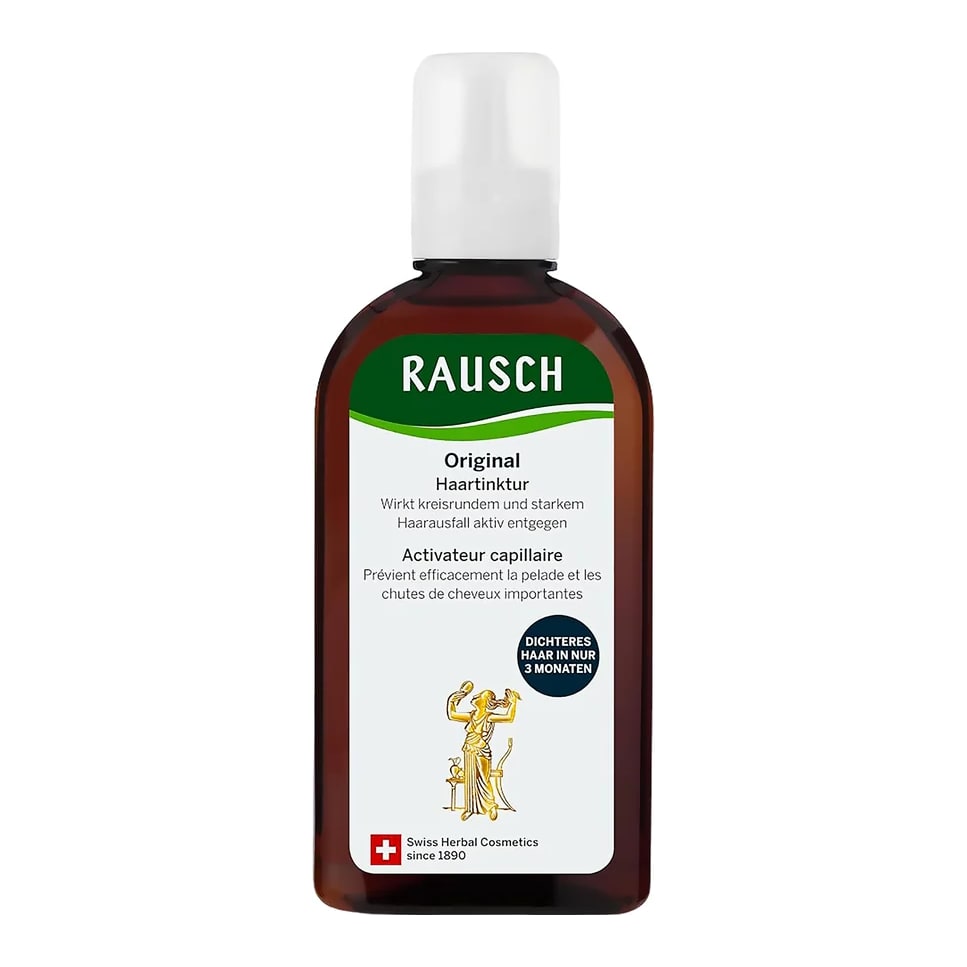 RAUSCH
Original
Haartinktur
Wirkt kreisrundem und starkem
Haarausfall aktiv entgegen
Activateur capillaire
Prévient efficacement la pelade et les
chutes de cheveux importantes
DICHTERES
HAAR IN NUR
3 MONATEN
Swiss Herbal Cosmetics
since 1890